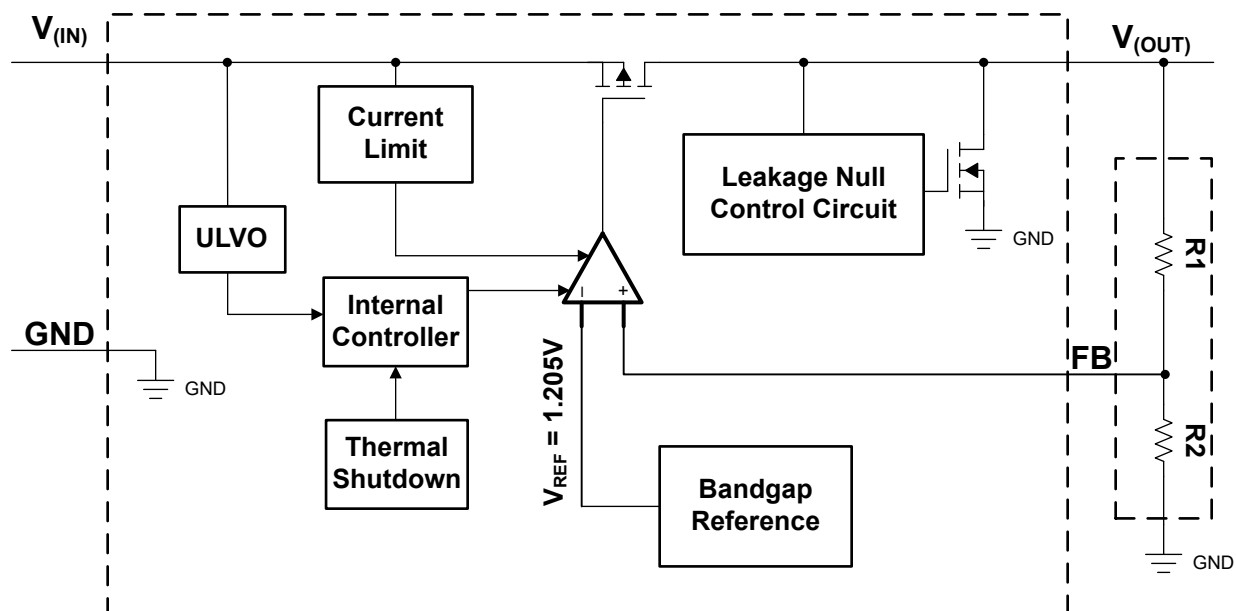 V(IN)
V(OUT)
Current
Limit
Leakage Null
Control Circuit
ULVO
GND
R1
Internal
Controller
- +
GND
GND
FB
VREF = 1.205V
Thermal
Shutdown
R2
Bandgap
Reference
GND